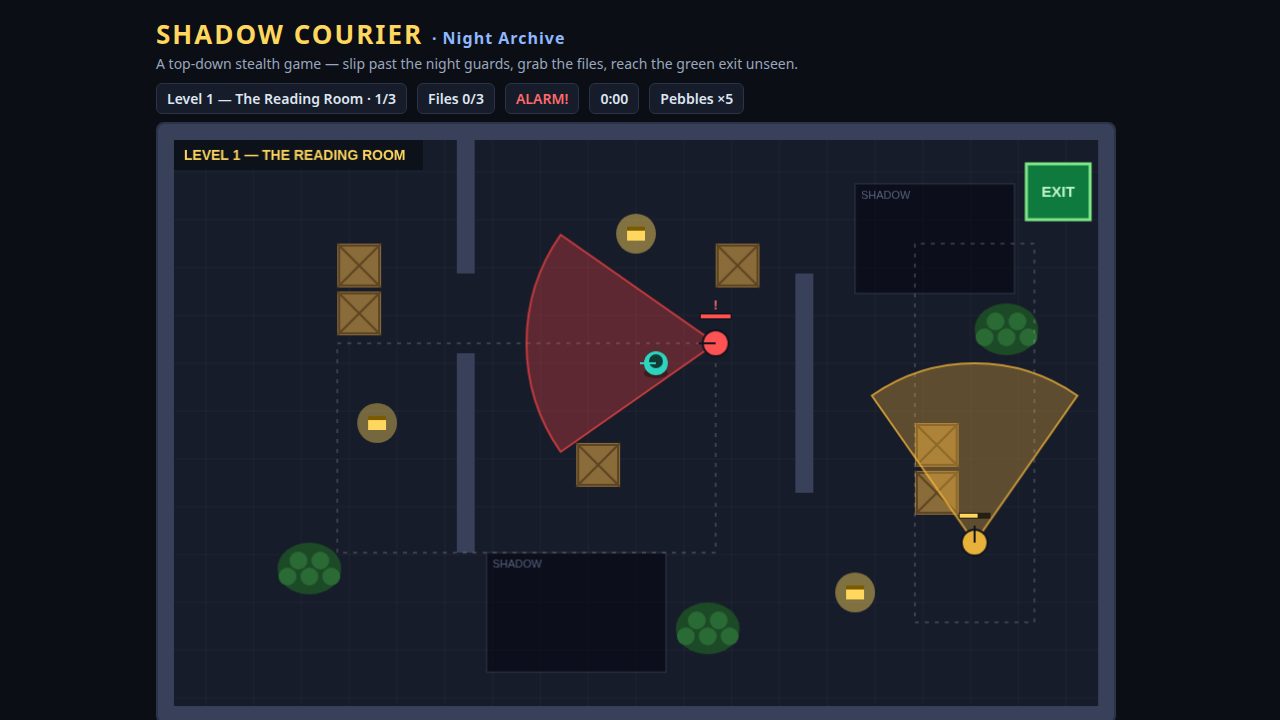 SHADOW COURIER · Night Archive
A top-down stealth game — slip past the night guards, grab the files, reach the green exit unseen.
Level 1 — The Reading Room · 1/3
Files 0/3
ALARM!
0:00
Pebbles ×5
LEVEL 1 — THE READING ROOM
SHADOW
EXIT
!
SHADOW